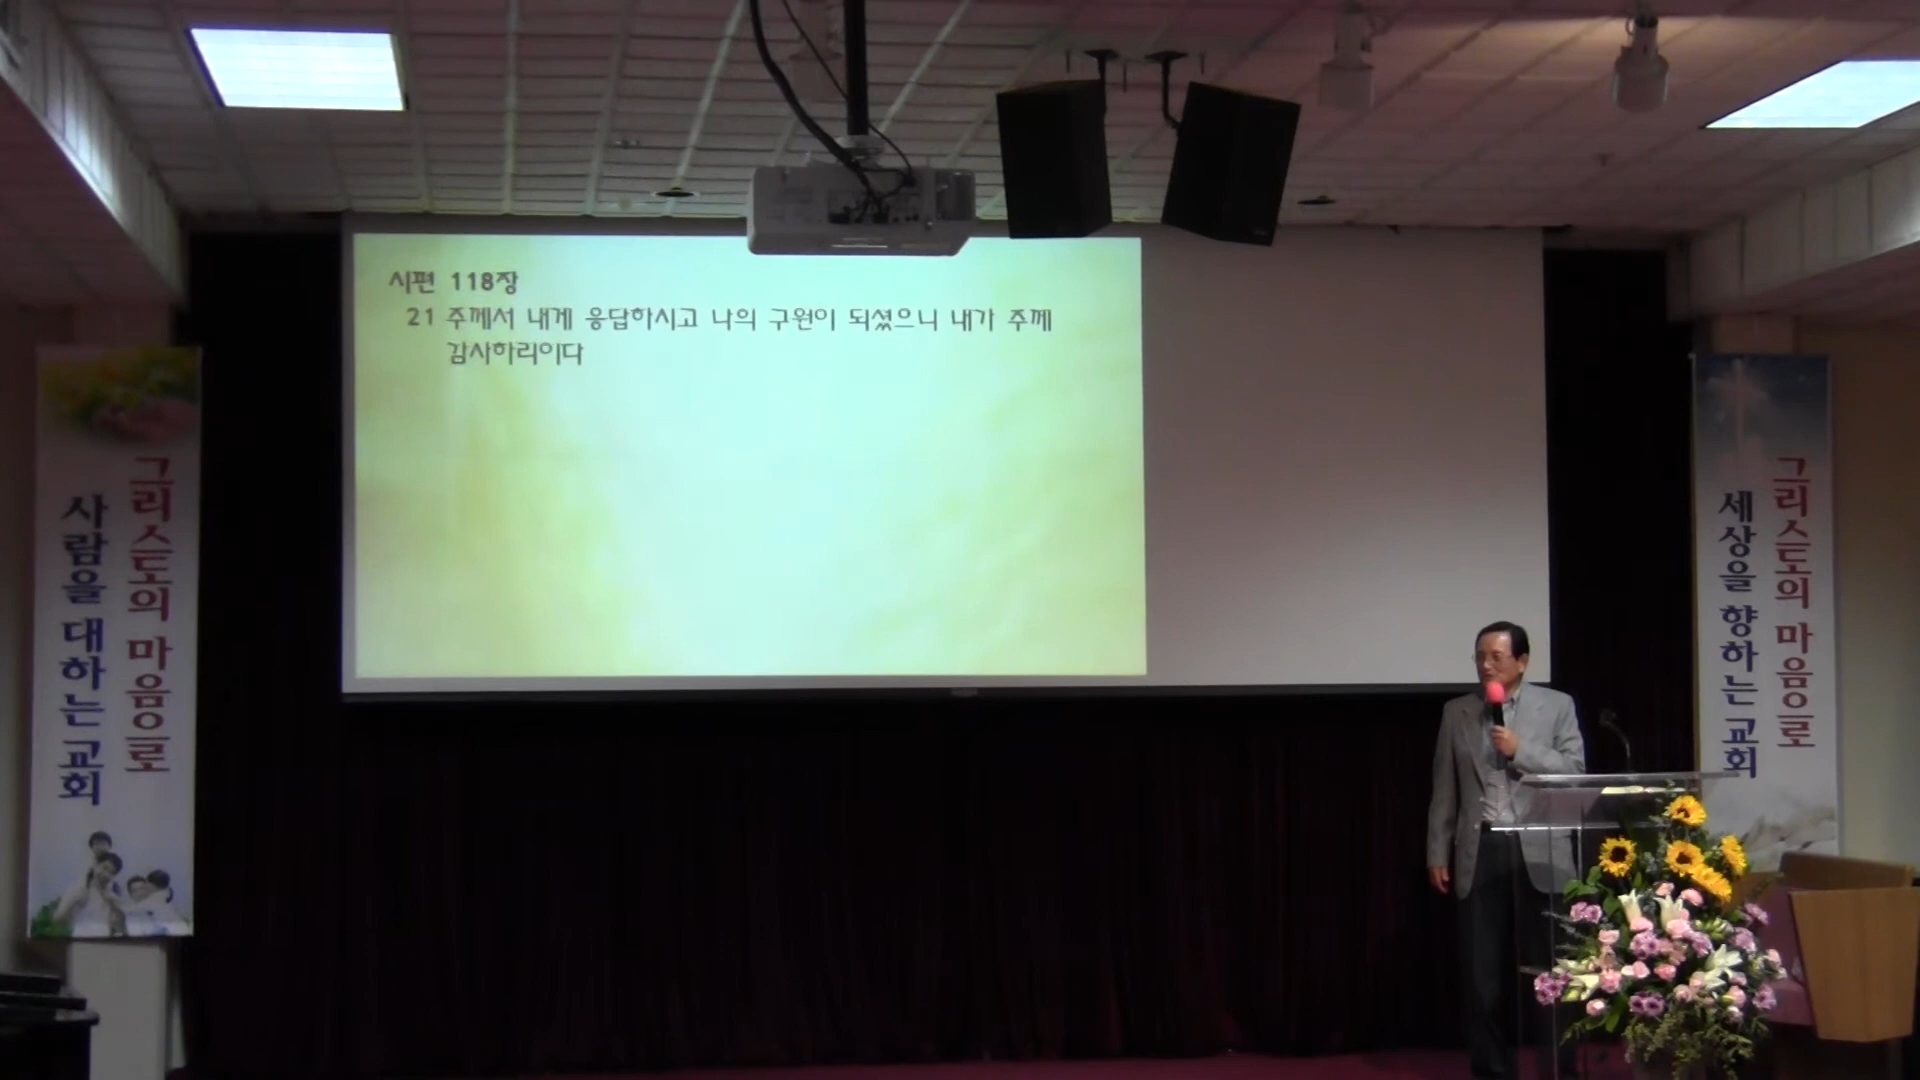 시편 118장
21 주께서 내게 응답하시고 나의 구원이 되셨으니 내가 주께
감사하리이다
그리스도의 마음으로
사람을 대하는 교회
그리스도의 마음으로
세상을 향하는 교회